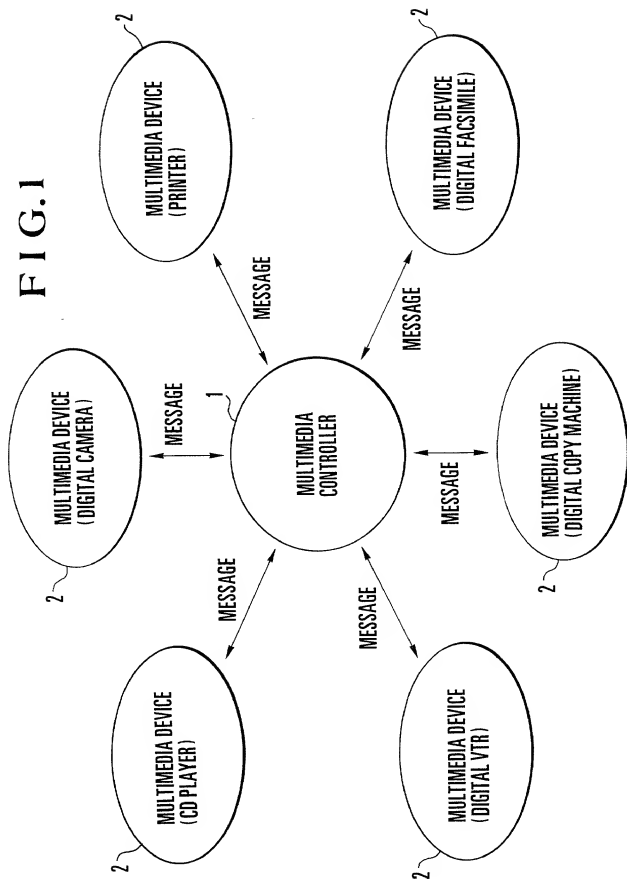 FIG.1
2
MULTIMEDIA DEVICE
(DIGITAL CAMERA)
2
MULTIMEDIA DEVICE
(CD PLAYER)
2
MULTIMEDIA DEVICE
(PRINTER)
MESSAGE
MESSAGE
MESSAGE
1
MULTIMEDIA
CONTROLLER
MESSAGE
MESSAGE
MESSAGE
2
MULTIMEDIA DEVICE
(DIGITAL VTR)
2
MULTIMEDIA DEVICE
(DIGITAL FACSIMILE)
2
MULTIMEDIA DEVICE
(DIGITAL COPY MACHINE)